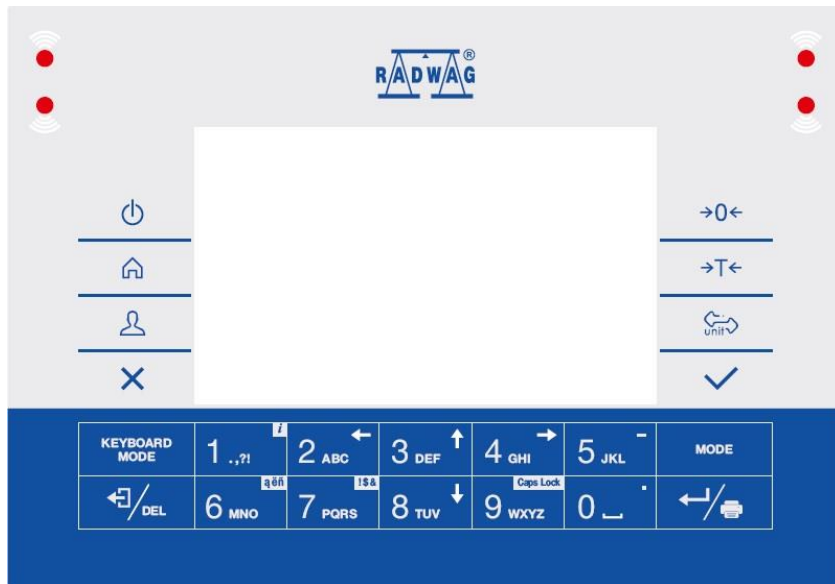 RADWAG®
→0←
→T←
unit
KEYBOARD MODE
1 .,?! i
2 ABC ←
3 DEF ↑
4 GHI →
5 JKL -
MODE
DEL
6 MNO ąëñ
7 PQRS !$&
8 TUV ↓
9 WXYZ Caps Lock
0 ⎵ .